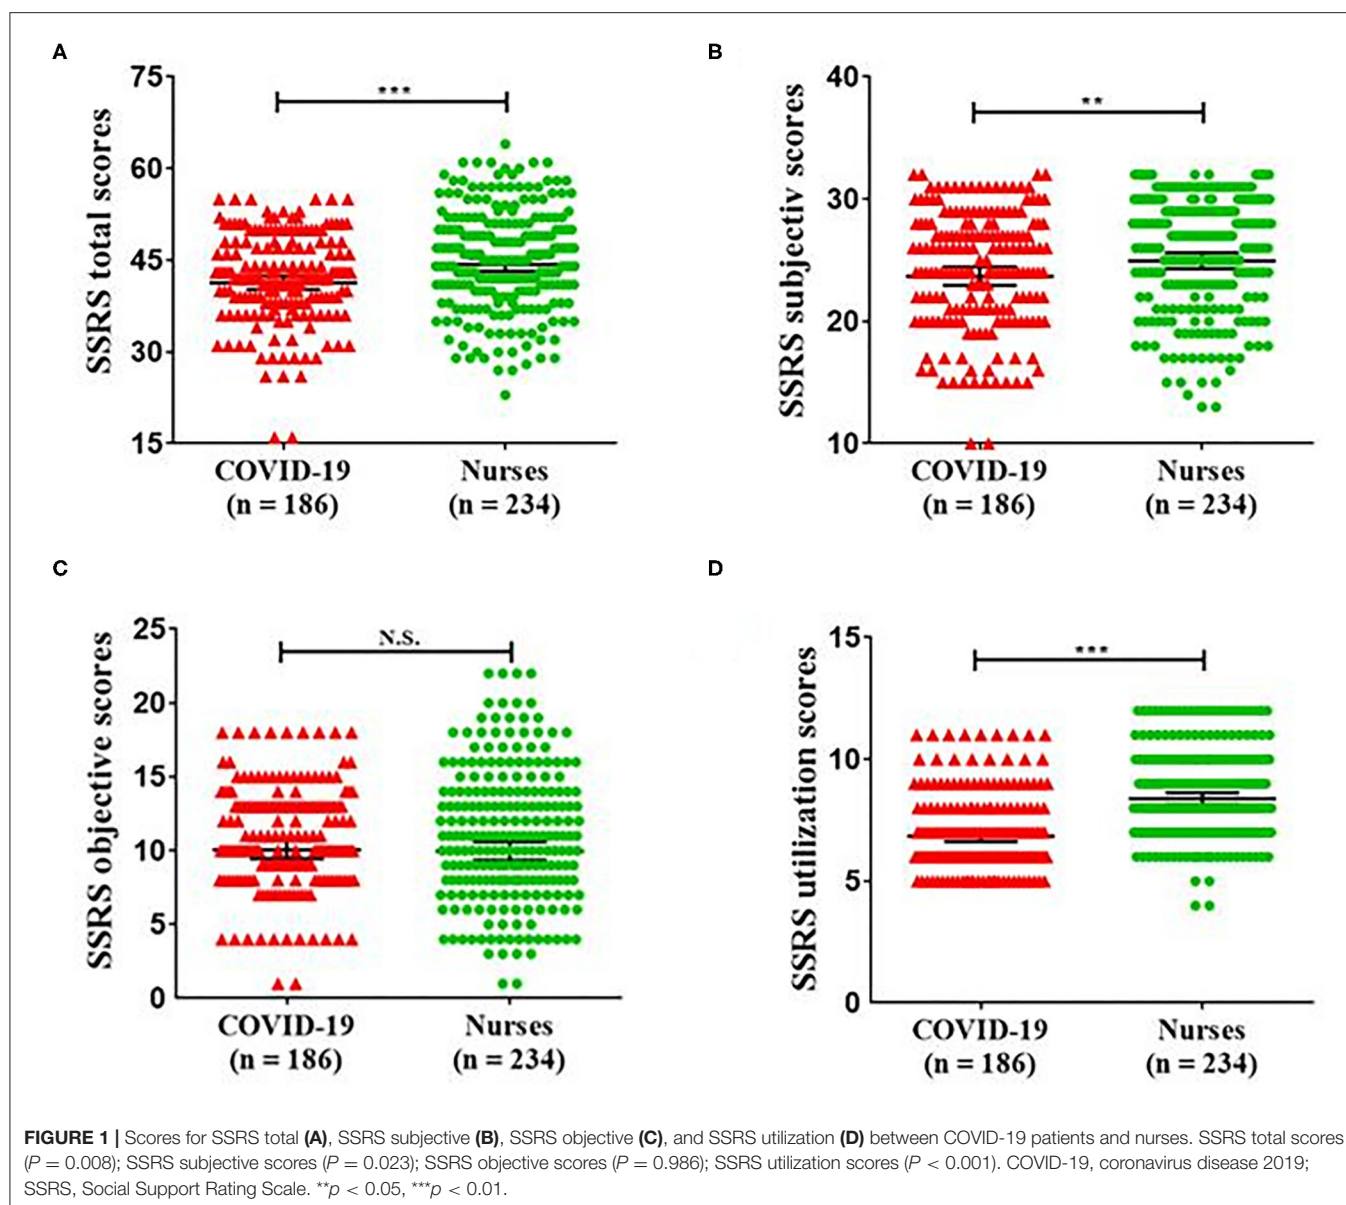 A
75
60
45
30
15
SSRS total scores
***
COVID-19
(n = 186)
Nurses
(n = 234)
B
40
30
20
10
SSRS subjectiv scores
**
COVID-19
(n = 186)
Nurses
(n = 234)
C
25
20
15
10
5
0
SSRS objective scores
N.S.
COVID-19
(n = 186)
Nurses
(n = 234)
D
15
10
5
0
SSRS utilization scores
***
COVID-19
(n = 186)
Nurses
(n = 234)
FIGURE 1 | Scores for SSRS total (A), SSRS subjective (B), SSRS objective (C), and SSRS utilization (D) between COVID-19 patients and nurses. SSRS total scores
(P = 0.008); SSRS subjective scores (P = 0.023); SSRS objective scores (P = 0.986); SSRS utilization scores (P < 0.001). COVID-19, coronavirus disease 2019;
SSRS, Social Support Rating Scale. **p < 0.05, ***p < 0.01.